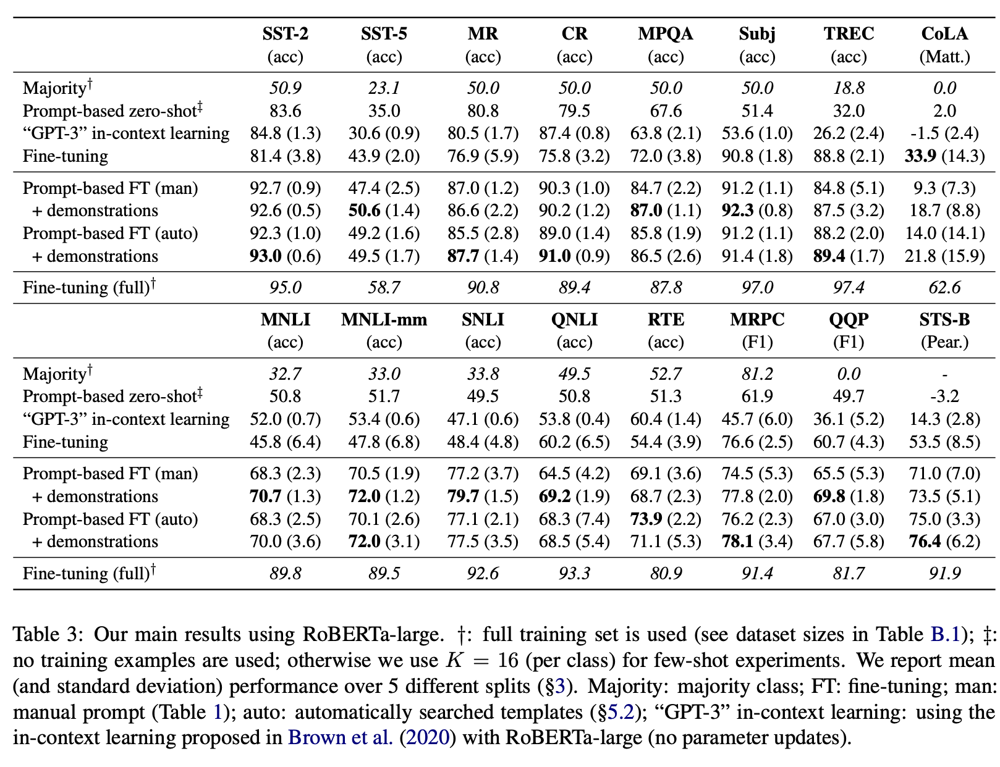 SST-2 SST-5 MR CR MPQA Subj TREC CoLA
(acc) (acc) (acc) (acc) (acc) (acc) (acc) (Matt.)
Majority† 50.9 23.1 50.0 50.0 50.0 50.0 18.8 0.0
Prompt-based zero-shot‡ 83.6 35.0 80.8 79.5 67.6 51.4 32.0 2.0
“GPT-3” in-context learning 84.8 (1.3) 30.6 (0.9) 80.5 (1.7) 87.4 (0.8) 63.8 (2.1) 53.6 (1.0) 26.2 (2.4) -1.5 (2.4)
Fine-tuning 81.4 (3.8) 43.9 (2.0) 76.9 (5.9) 75.8 (3.2) 72.0 (3.8) 90.8 (1.8) 88.8 (2.1) 33.9 (14.3)
Prompt-based FT (man) 92.7 (0.9) 47.4 (2.5) 87.0 (1.2) 90.3 (1.0) 84.7 (2.2) 91.2 (1.1) 84.8 (5.1) 9.3 (7.3)
+ demonstrations 92.6 (0.5) 50.6 (1.4) 86.6 (2.2) 90.2 (1.2) 87.0 (1.1) 92.3 (0.8) 87.5 (3.2) 18.7 (8.8)
Prompt-based FT (auto) 92.3 (1.0) 49.2 (1.6) 85.5 (2.8) 89.0 (1.4) 85.8 (1.9) 91.2 (1.1) 88.2 (2.0) 14.0 (14.1)
+ demonstrations 93.0 (0.6) 49.5 (1.7) 87.7 (1.4) 91.0 (0.9) 86.5 (2.6) 91.4 (1.8) 89.4 (1.7) 21.8 (15.9)
Fine-tuning (full)† 95.0 58.7 90.8 89.4 87.8 97.0 97.4 62.6
MNLI MNLI-mm SNLI QNLI RTE MRPC QQP STS-B
(acc) (acc) (acc) (acc) (acc) (F1) (F1) (Pear.)
Majority† 32.7 33.0 33.8 49.5 52.7 81.2 0.0 -
Prompt-based zero-shot‡ 50.8 51.7 49.5 50.8 51.3 61.9 49.7 -3.2
“GPT-3” in-context learning 52.0 (0.7) 53.4 (0.6) 47.1 (0.6) 53.8 (0.4) 60.4 (1.4) 45.7 (6.0) 36.1 (5.2) 14.3 (2.8)
Fine-tuning 45.8 (6.4) 47.8 (6.8) 48.4 (4.8) 60.2 (6.5) 54.4 (3.9) 76.6 (2.5) 60.7 (4.3) 53.5 (8.5)
Prompt-based FT (man) 68.3 (2.3) 70.5 (1.9) 77.2 (3.7) 64.5 (4.2) 69.1 (3.6) 74.5 (5.3) 65.5 (5.3) 71.0 (7.0)
+ demonstrations 70.7 (1.3) 72.0 (1.2) 79.7 (1.5) 69.2 (1.9) 68.7 (2.3) 77.8 (2.0) 69.8 (1.8) 73.5 (5.1)
Prompt-based FT (auto) 68.3 (2.5) 70.1 (2.6) 77.1 (2.1) 68.3 (7.4) 73.9 (2.2) 76.2 (2.3) 67.0 (3.0) 75.0 (3.3)
+ demonstrations 70.0 (3.6) 72.0 (3.1) 77.5 (3.5) 68.5 (5.4) 71.1 (5.3) 78.1 (3.4) 67.7 (5.8) 76.4 (6.2)
Fine-tuning (full)† 89.8 89.5 92.6 93.3 80.9 91.4 81.7 91.9
Table 3: Our main results using RoBERTa-large. †: full training set is used (see dataset sizes in Table B.1); ‡:
no training examples are used; otherwise we use K = 16 (per class) for few-shot experiments. We report mean
(and standard deviation) performance over 5 different splits (§3). Majority: majority class; FT: fine-tuning; man:
manual prompt (Table 1); auto: automatically searched templates (§5.2); “GPT-3” in-context learning: using the
in-context learning proposed in Brown et al. (2020) with RoBERTa-large (no parameter updates).